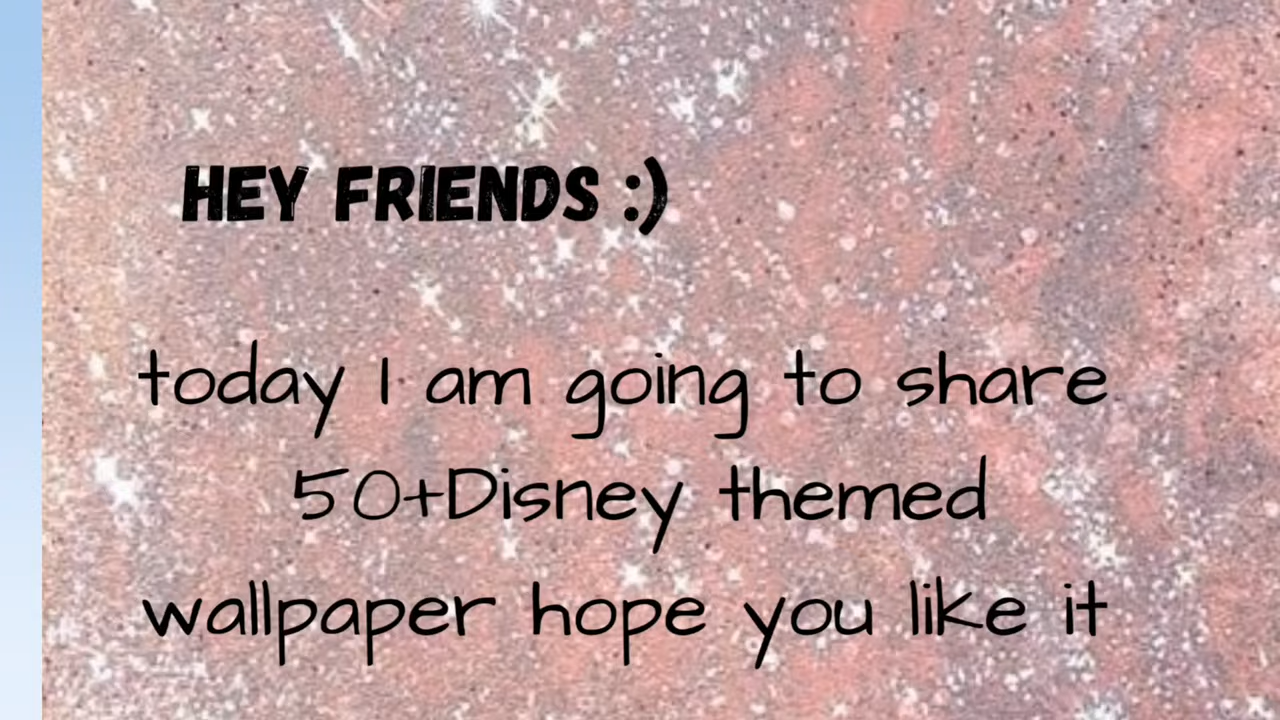 HEY FRIENDS :)
today I am going to share
50+Disney themed
wallpaper hope you like it